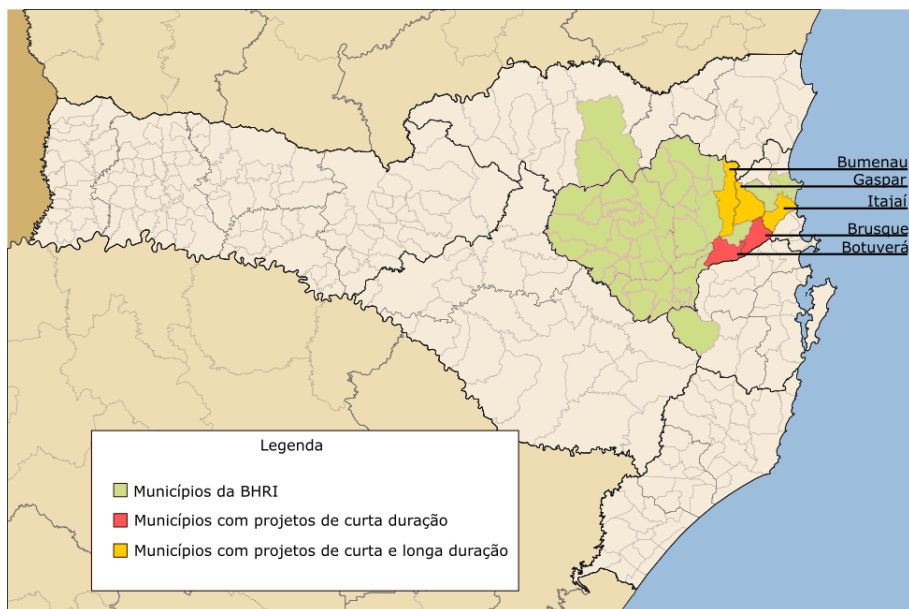 Bumenau
Gaspar
Itajaí
Brusque
Botuverá
Legenda
Municípios da BHRI
Municípios com projetos de curta duração
Municípios com projetos de curta e longa duração